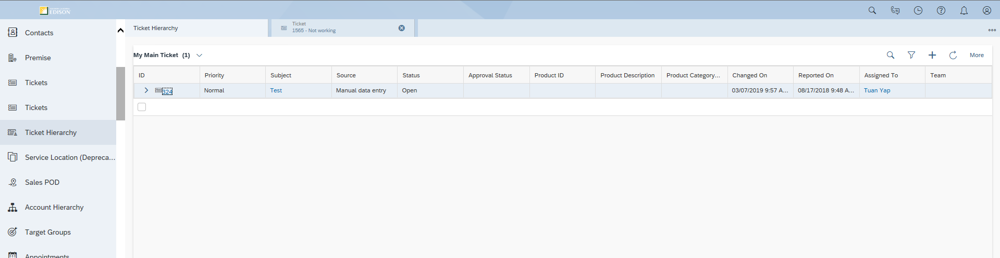 EDISON
Contacts
Premise
Tickets
Tickets
Ticket Hierarchy
Service Location (Depreca...
Sales POD
Account Hierarchy
Target Groups
Appointments
Ticket Hierarchy
Ticket
1565 - Not working
My Main Ticket (1)
More
ID Priority Subject Source Status Approval Status Product ID Product Description Product Category... Changed On Reported On Assigned To Team
324 Normal Test Manual data entry Open 03/07/2019 9:57 A... 08/17/2018 9:48 A... Tuan Yap